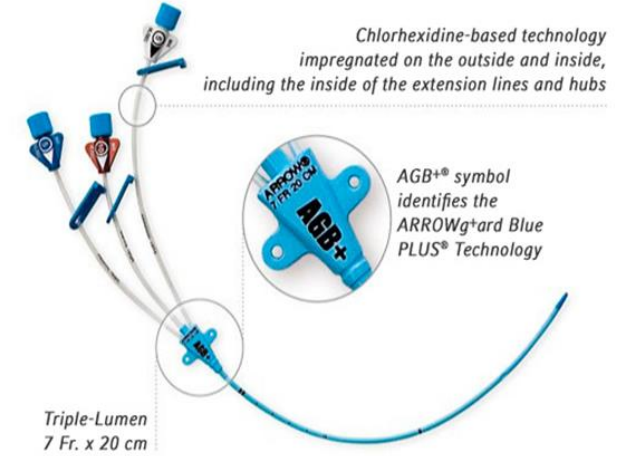 Chlorhexidine-based technology
impregnated on the outside and inside,
including the inside of the extension lines and hubs
ARROW®
7 FR 20 CM
AGB+
AGB+® symbol
identifies the
ARROWg+ard Blue
PLUS® Technology
AGB+
Triple-Lumen
7 Fr. x 20 cm